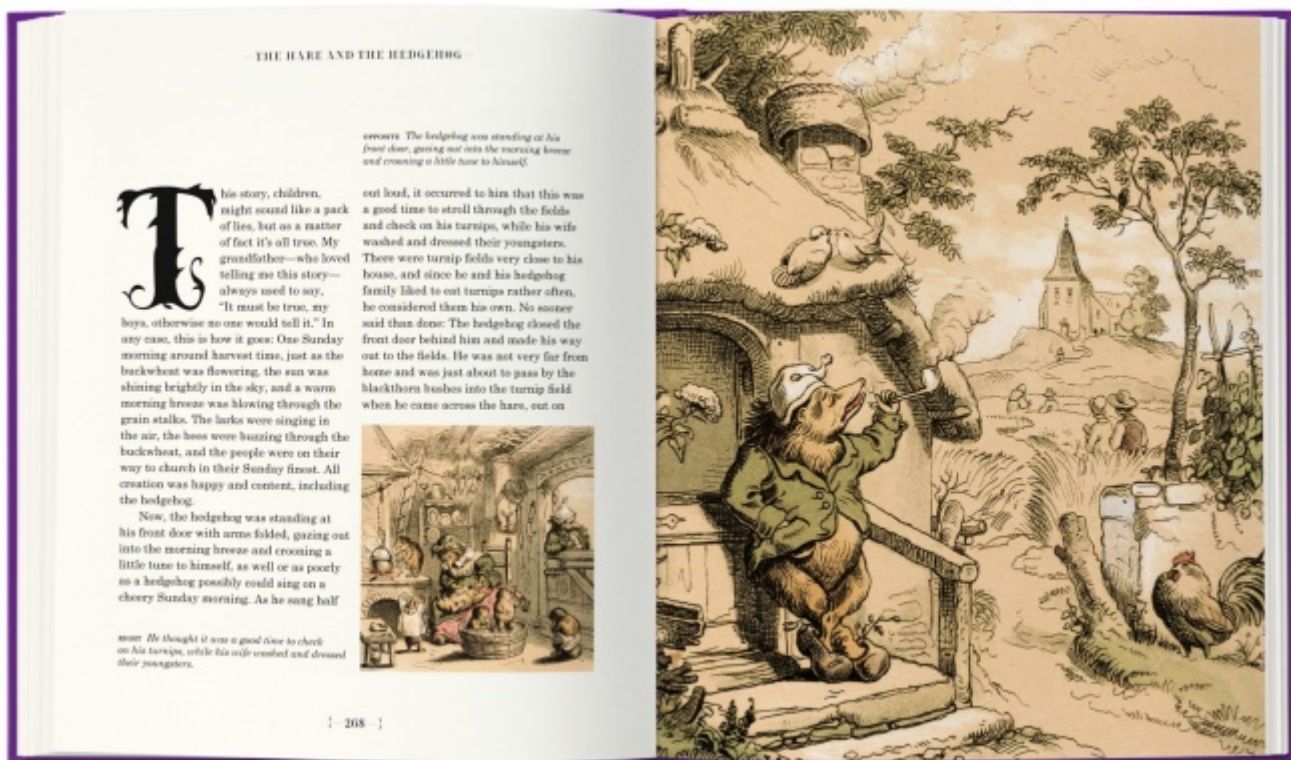 THE HARE AND THE HEDGEHOG
OPPOSITE The hedgehog was standing at his
front door, gazing out into the morning breeze
and crooning a little tune to himself.
This story, children,
might sound like a pack
of lies, but as a matter
of fact it's all true. My
grandfather—who loved
telling me this story—
always used to say,
"It must be true, my
boys, otherwise no one would tell it." In
any case, this is how it goes: One Sunday
morning around harvest time, just as the
buckwheat was flowering, the sun was
shining brightly in the sky, and a warm
morning breeze was blowing through the
grain stalks. The larks were singing in
the air, the bees were buzzing through the
buckwheat, and the people were on their
way to church in their Sunday finest. All
creation was happy and content, including
the hedgehog.
Now, the hedgehog was standing at
his front door with arms folded, gazing out
into the morning breeze and crooning a
little tune to himself, as well or as poorly
as a hedgehog possibly could sing on a
cheery Sunday morning. As he sang half
out loud, it occurred to him that this was
a good time to stroll through the fields
and check on his turnips, while his wife
washed and dressed their youngsters.
There were turnip fields very close to his
house, and since he and his hedgehog
family liked to eat turnips rather often,
he considered them his own. No sooner
said than done: The hedgehog closed the
front door behind him and made his way
out to the fields. He was not very far from
home and was just about to pass by the
blackthorn bushes into the turnip field
when he came across the hare, out on
RIGHT He thought it was a good time to check
on his turnips, while his wife washed and dressed
their youngsters.
268